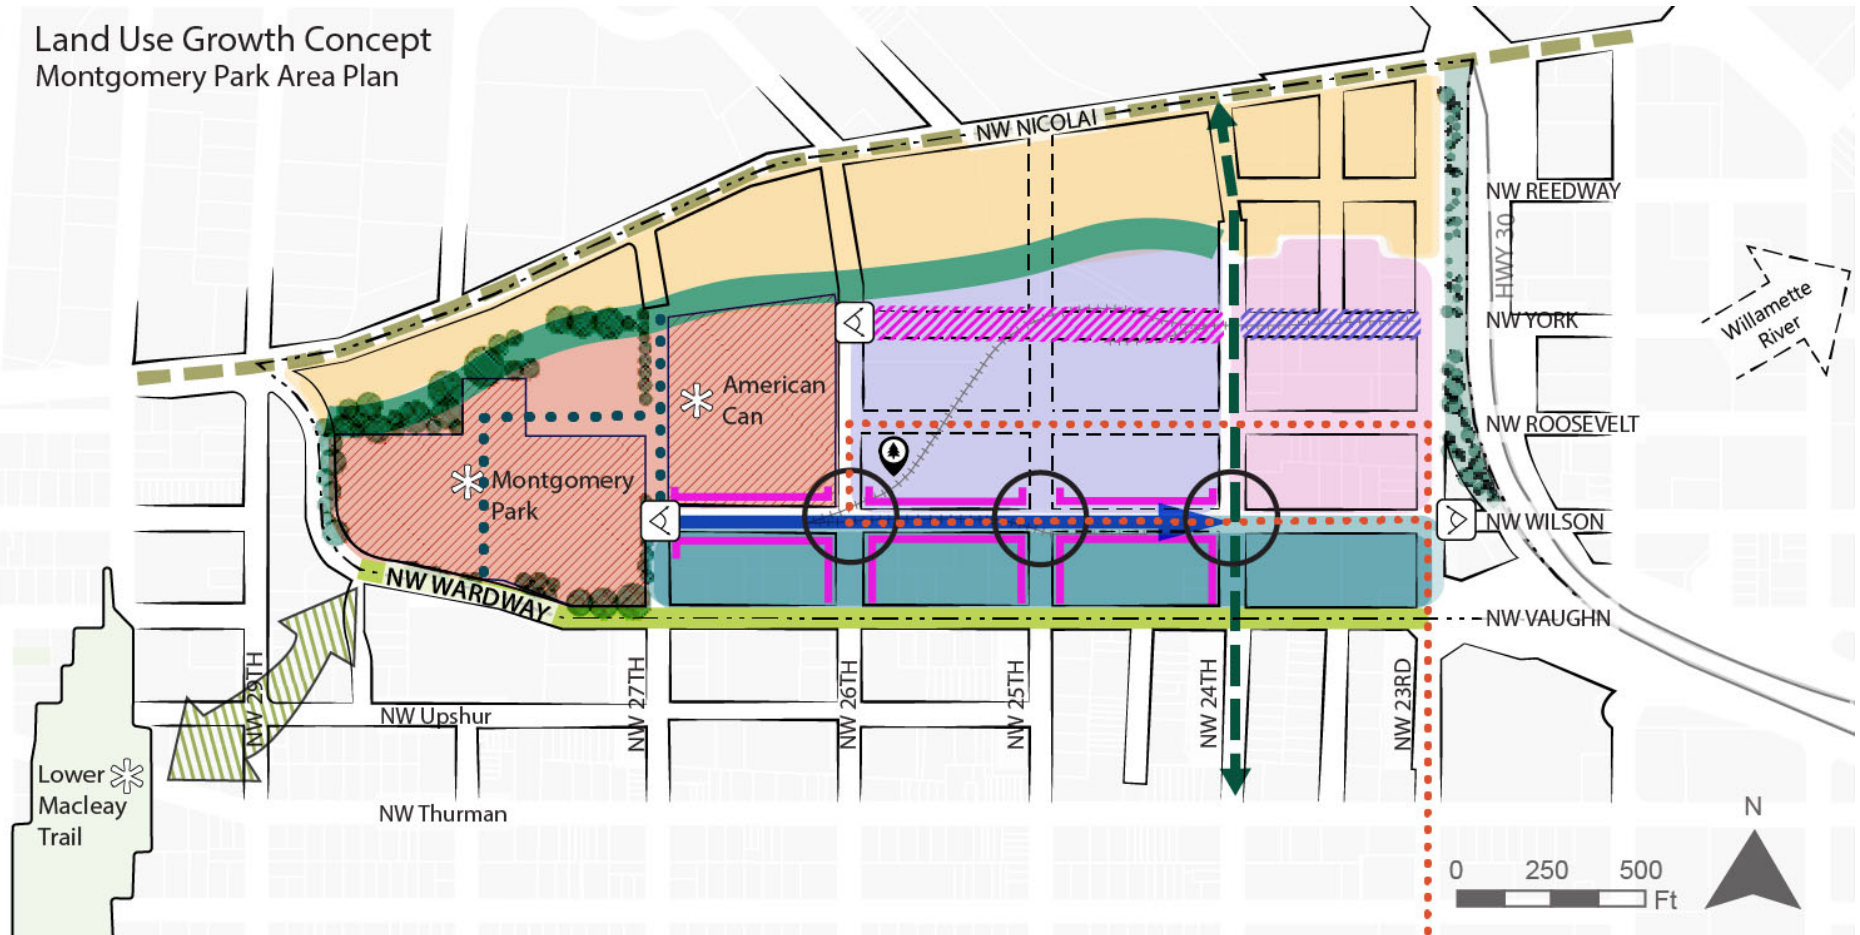 Land Use Growth Concept
Montgomery Park Area Plan
NW NICOLAI
NW REEDWAY
HWY 30
Willamette
River
NW YORK
American
Can
NW ROOSEVELT
Montgomery
Park
NW WILSON
NW WARDWAY
NW VAUGHN
NW 29TH
NW 27TH
NW 26TH
NW 25TH
NW 24TH
NW 23RD
NW Upshur
Lower
Macleay
Trail
NW Thurman
N
0 250 500
Ft